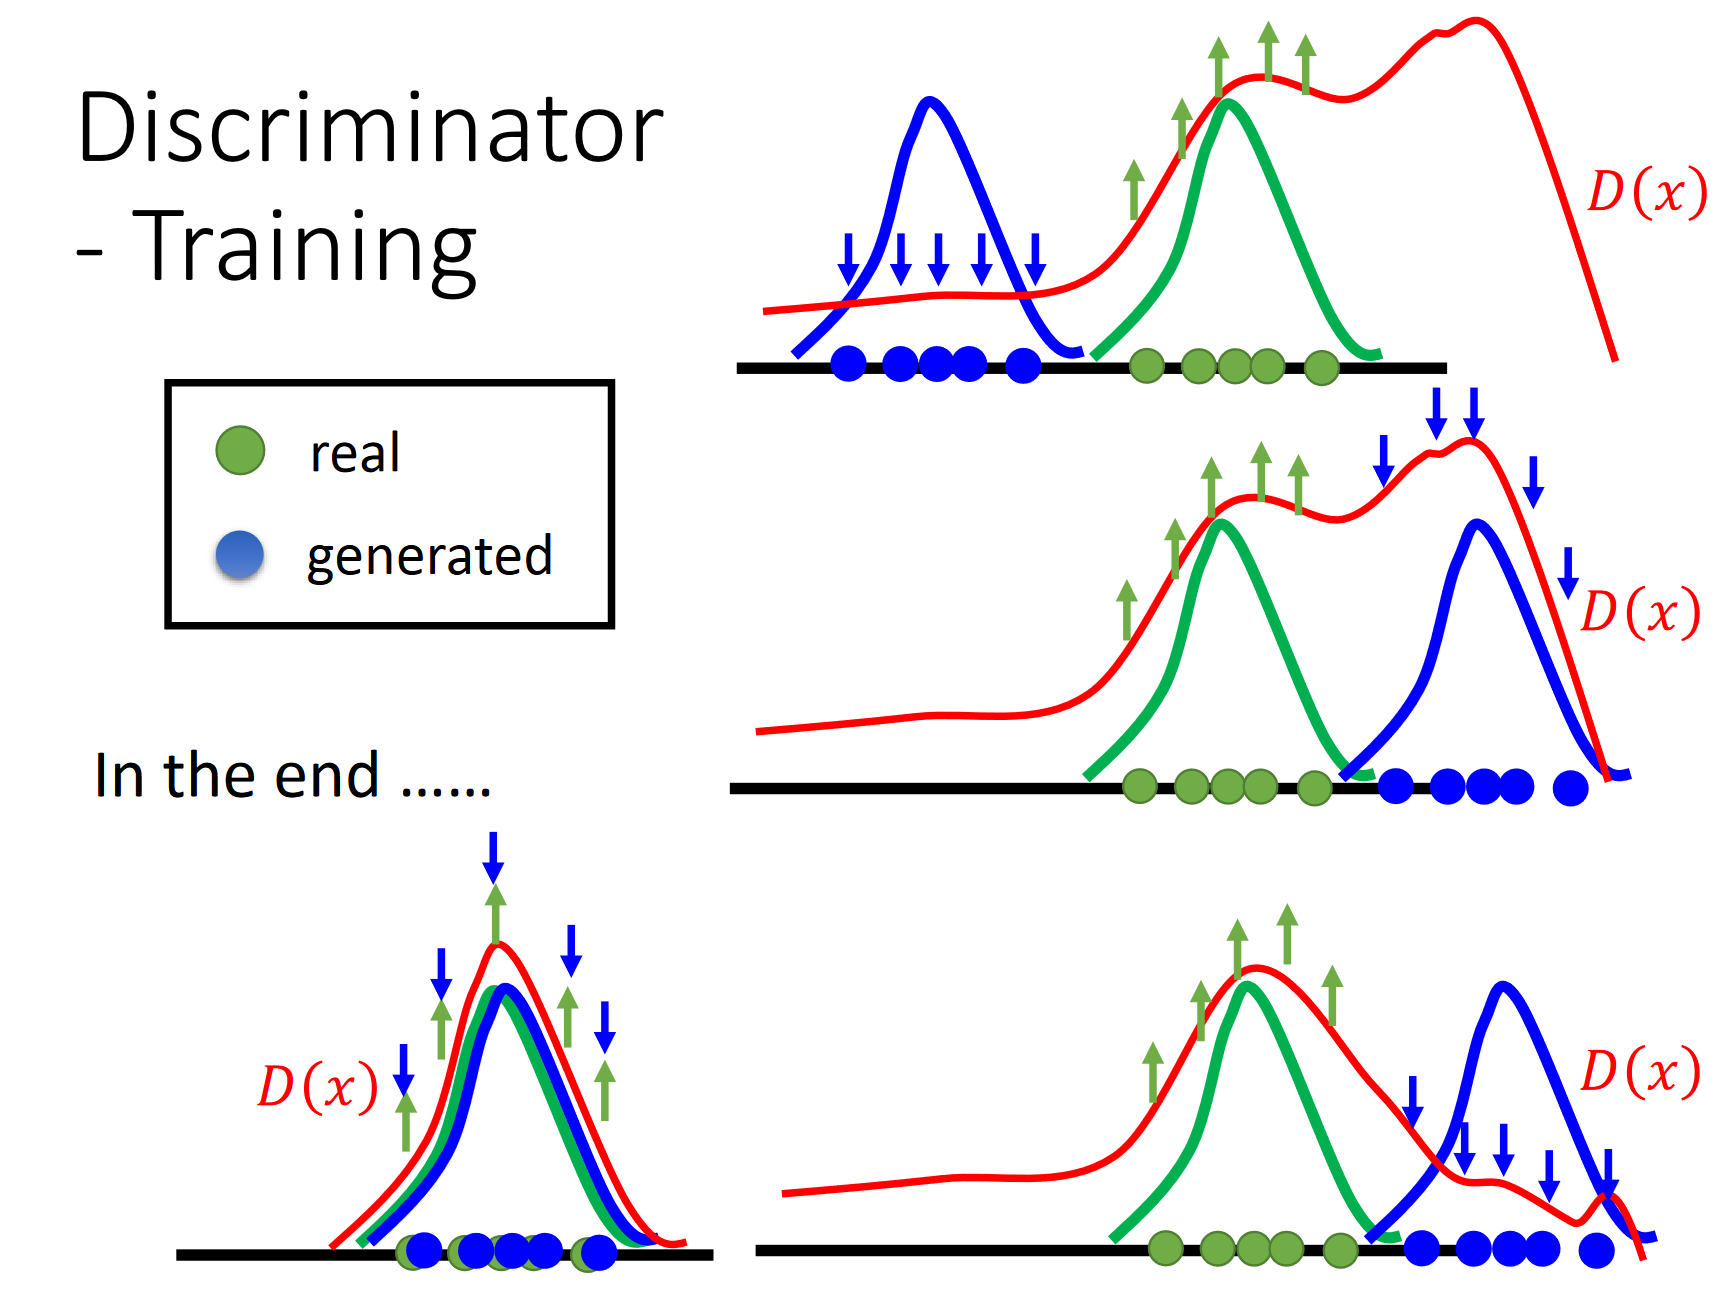 Discriminator
- Training
real
generated
In the end ……
D(x)
D(x)
D(x)
D(x)